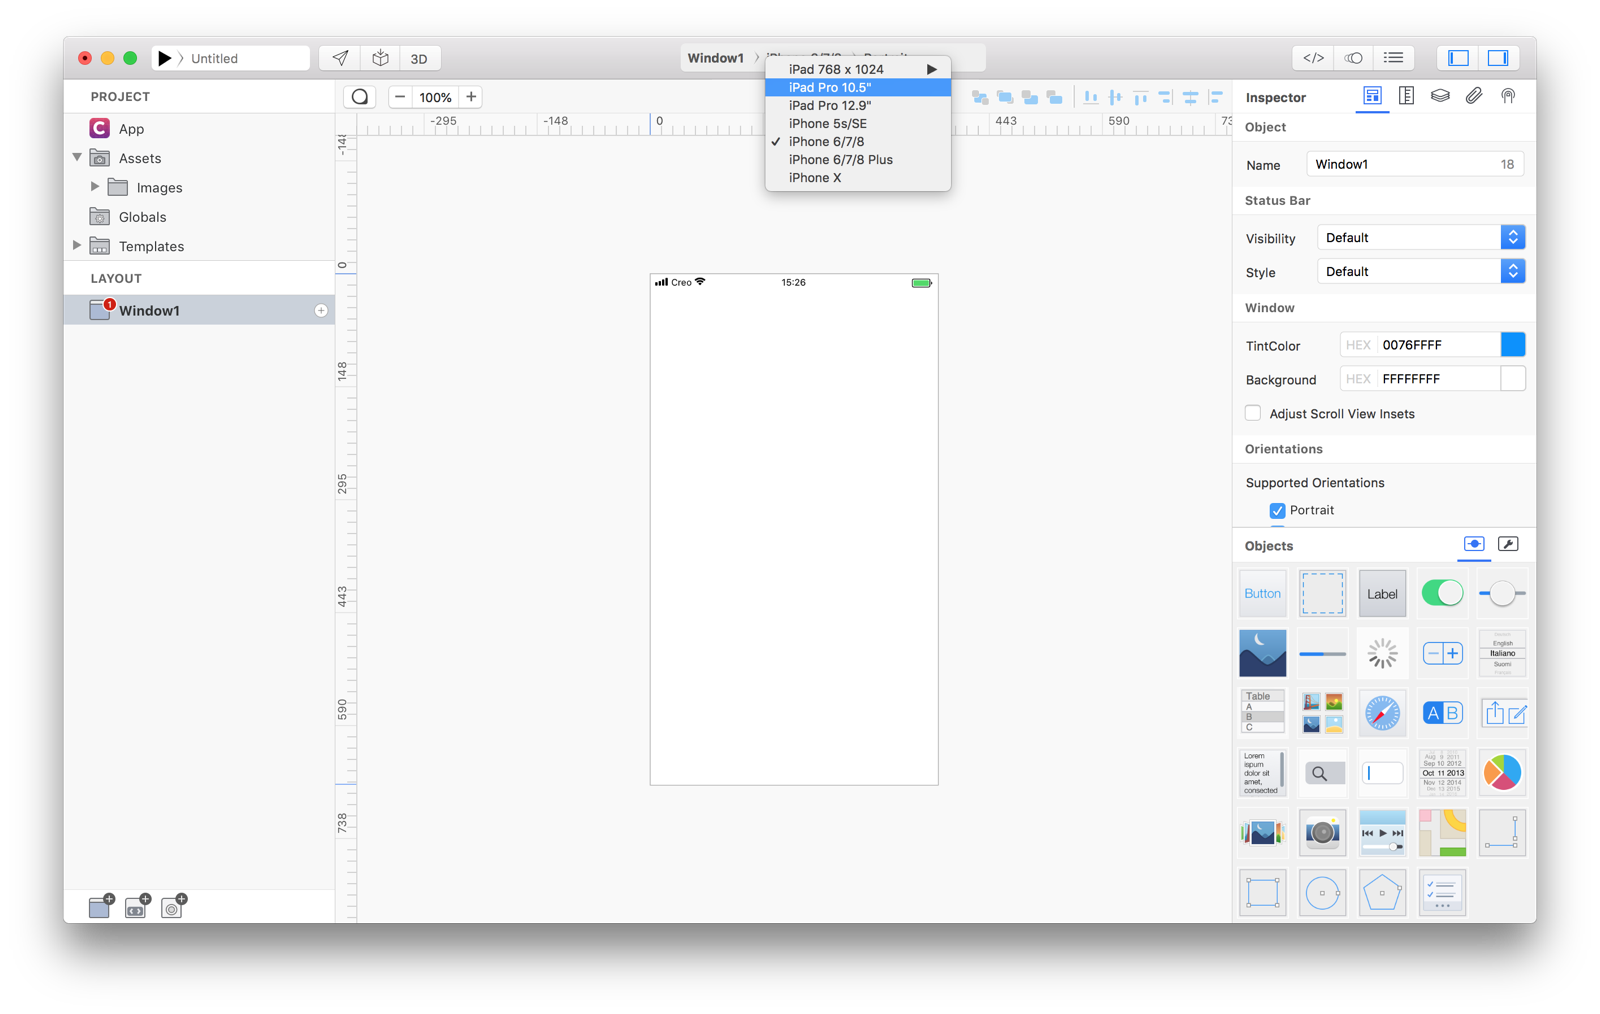 Untitled
3D
Window1
iPad 768 x 1024
iPad Pro 10.5"
iPad Pro 12.9"
iPhone 5s/SE
iPhone 6/7/8
iPhone 6/7/8 Plus
iPhone X
PROJECT
App
Assets
Images
Globals
Templates
LAYOUT
1
Window1
100%
-295
-148
0
443
590
0
148
295
443
590
738
Creo
15:26
Inspector
Object
Name
Window1
18
Status Bar
Visibility
Default
Style
Default
Window
TintColor
HEX
0076FFFF
Background
HEX
FFFFFFFF
Adjust Scroll View Insets
Orientations
Supported Orientations
Portrait
Objects
Button
Label
English
Italiano
Suomi
Table
A
B
C
A B
Lorem
ispum
dolor sit
amet,
consected
Aug 9 2011
Sep 10 2012
Oct 11 2013
Nov 12 2014
Dec 13 2015